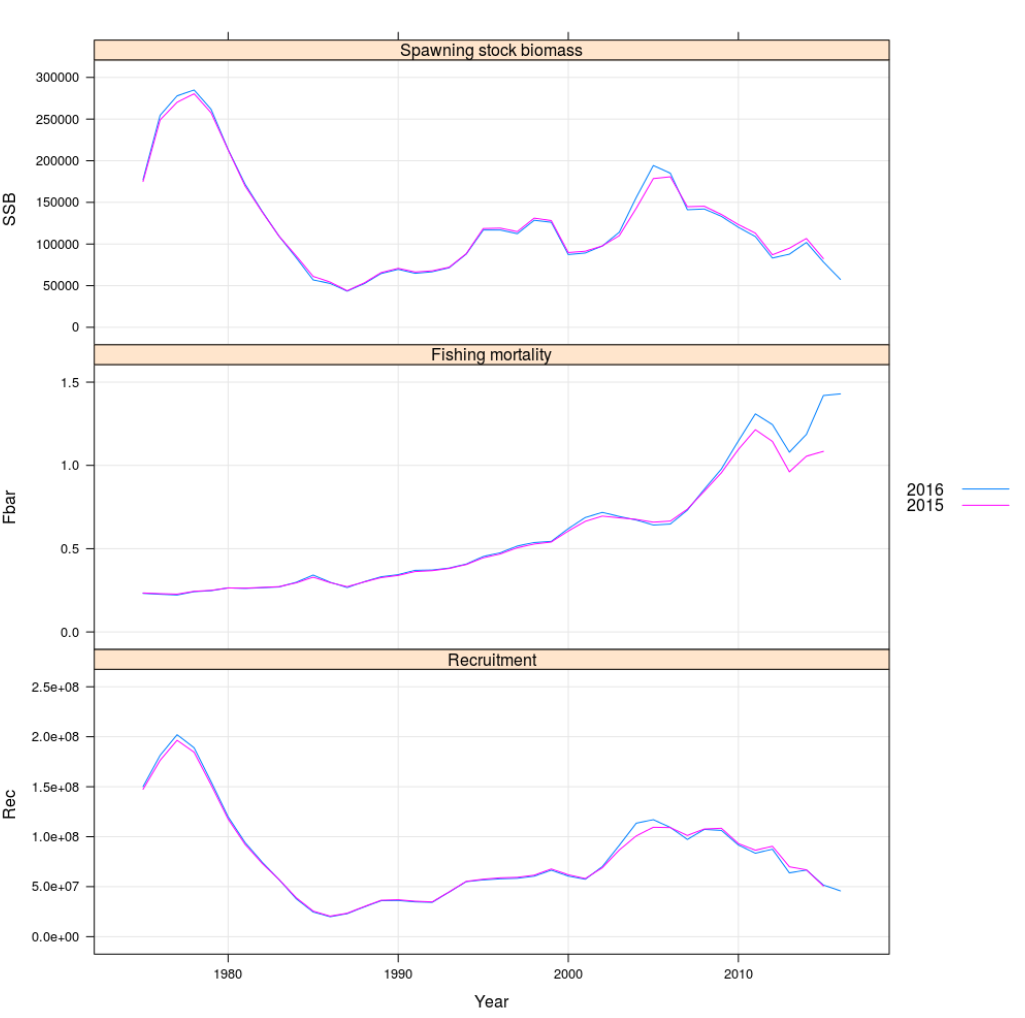 Spawning stock biomass
300000
250000
200000
150000
100000
50000
0
SSB
Fishing mortality
1.5
1.0
0.5
0.0
Fbar
2016
2015
Recruitment
2.5e+08
2.0e+08
1.5e+08
1.0e+08
5.0e+07
0.0e+00
Rec
1980 1990 2000 2010
Year